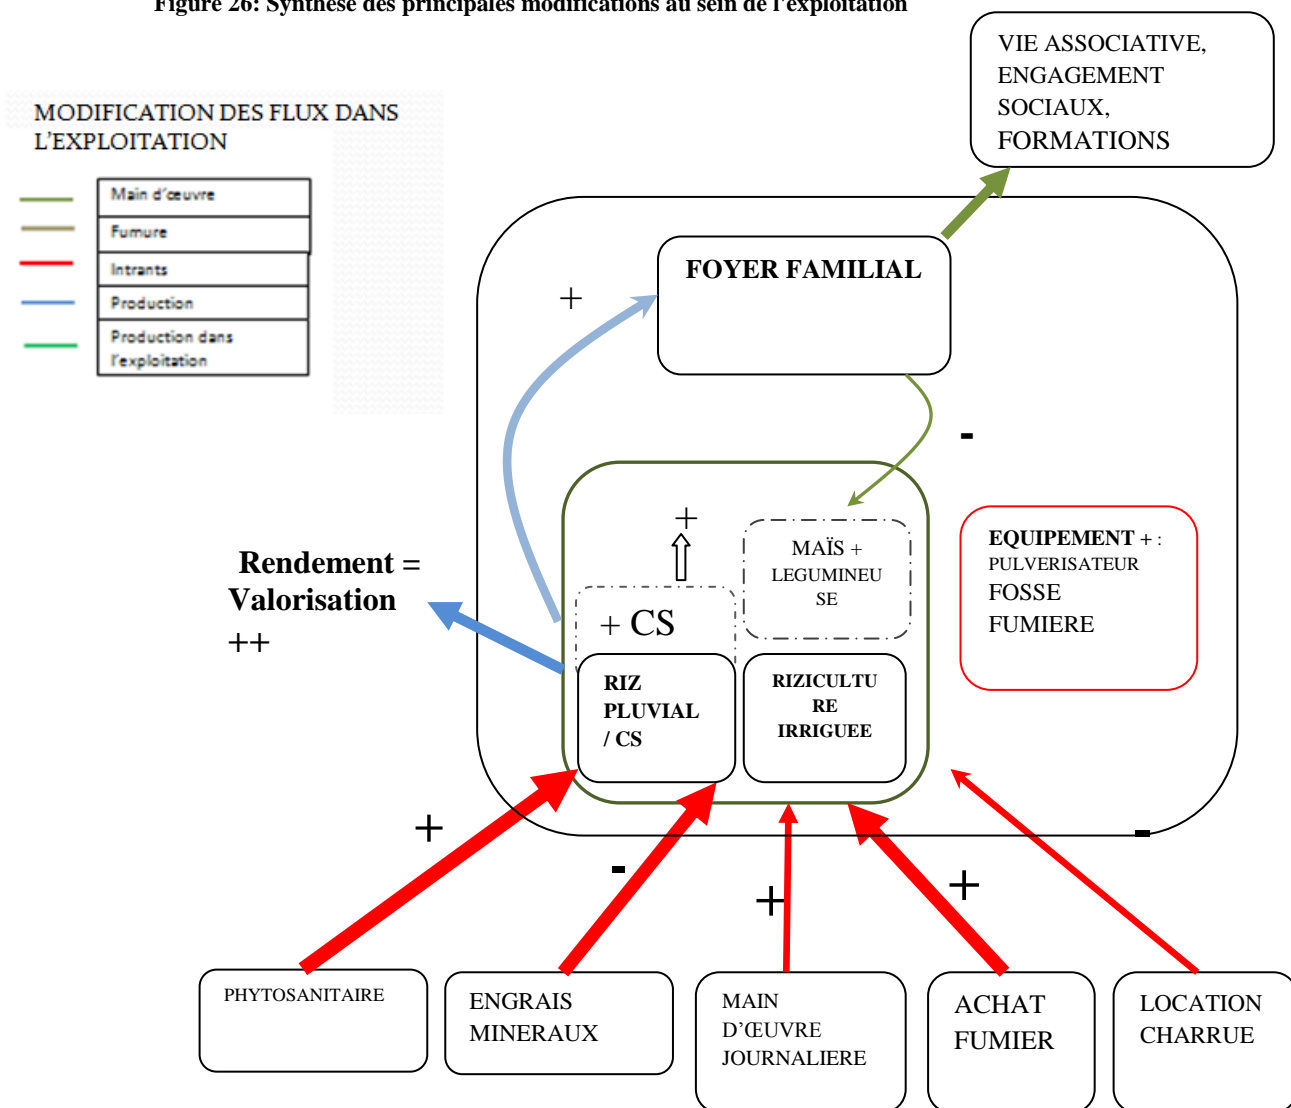 Figure 26: Synthèse des principales modifications au sein de l'exploitation
VIE ASSOCIATIVE,
ENGAGEMENT
SOCIAUX,
FORMATIONS
MODIFICATION DES FLUX DANS
L'EXPLOITATION
Main d'œuvre
Fumure
Intrants
Production
Production dans
l'exploitation
FOYER FAMILIAL
+
-
+
MAÏS +
LEGUMINEU
SE
EQUIPEMENT + :
PULVERISATEUR
FOSSE
FUMIERE
Rendement =
Valorisation
++
+ CS
RIZ
PLUVIAL
/ CS
RIZICULTU
RE
IRRIGUEE
+
-
+
+
-
PHYTOSANITAIRE
ENGRAIS
MINERAUX
MAIN
D'ŒUVRE
JOURNALIERE
ACHAT
FUMIER
LOCATION
CHARRUE